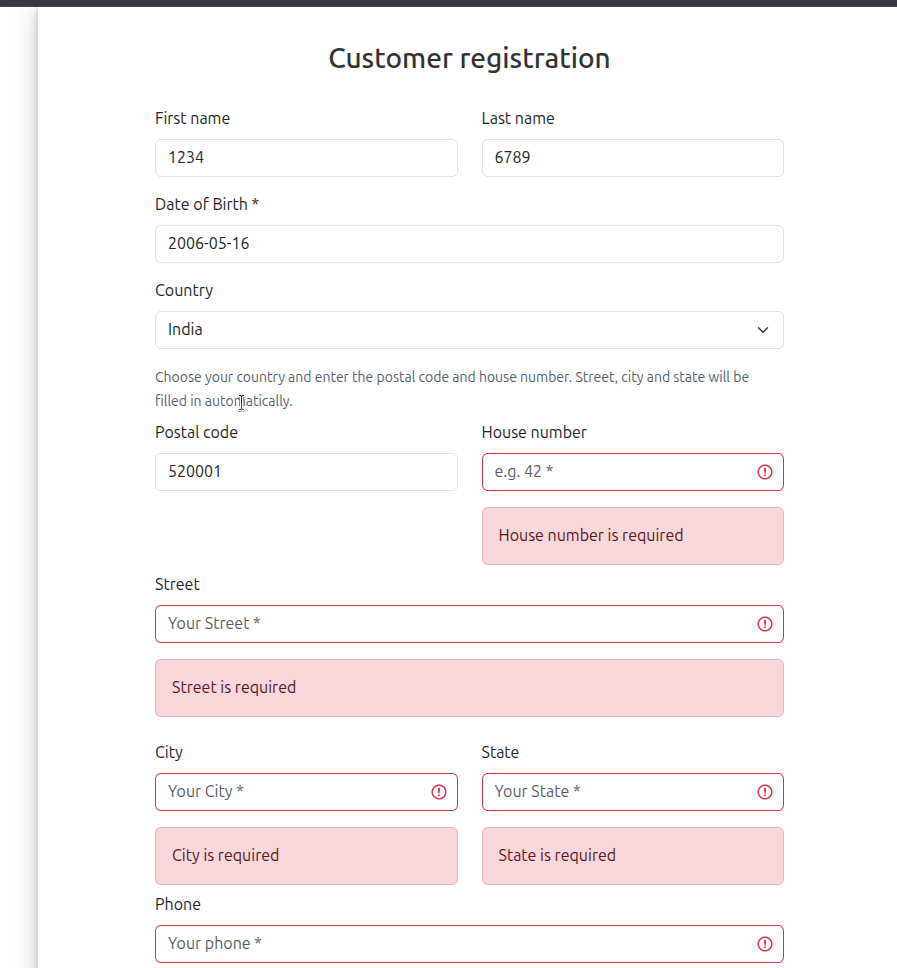 Customer registration
First name
Last name
1234
6789
Date of Birth *
2006-05-16
Country
India
Choose your country and enter the postal code and house number. Street, city and state will be
filled in automatically.
Postal code
House number
520001
e.g. 42 *
House number is required
Street
Your Street *
Street is required
City
State
Your City *
Your State *
City is required
State is required
Phone
Your phone *